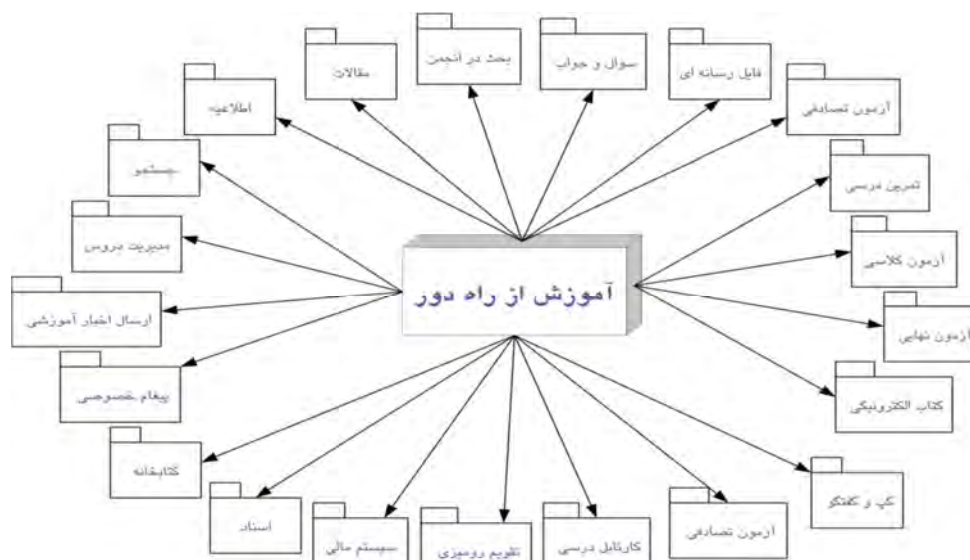 آموزش از راه دور
بحث در انجمن
سوال و جواب
فایل رسانه ای
آزمون تصادفی
تمرین درسی
آزمون کلاسی
آزمون نهایی
کتاب الکترونیکی
گپ و گفتگو
آزمون تصادفی
کارتابل درسی
تقویم رومیزی
سیستم مالی
اسناد
کتابخانه
پیغام خصوصی
ارسال اخبار آموزشی
مدیریت دروس
جستجو
اطلاعیه
مقالات